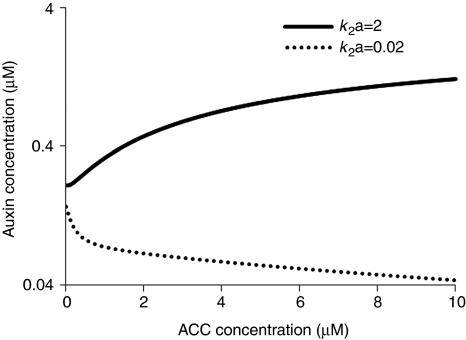 4
k₂a=2
k₂a=0.02
Auxin concentration (μM)
0.4
0.04
0 2 4 6 8 10
ACC concentration (μM)